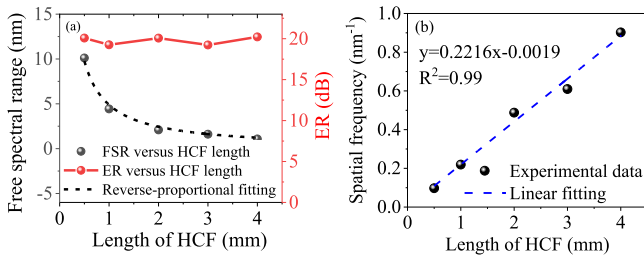 (a)
Free spectral range (nm)
15
10
5
0
-5
ER (dB)
20
15
10
5
0
FSR versus HCF length
ER versus HCF length
Reverse-proportional fitting
0 1 2 3 4
Length of HCF (mm)
(b)
Spatial frequency (nm-1)
1.0
0.8
0.6
0.4
0.2
0.0
y=0.2216x-0.0019
R2=0.99
Experimental data
Linear fitting
0 1 2 3 4
Length of HCF (mm)